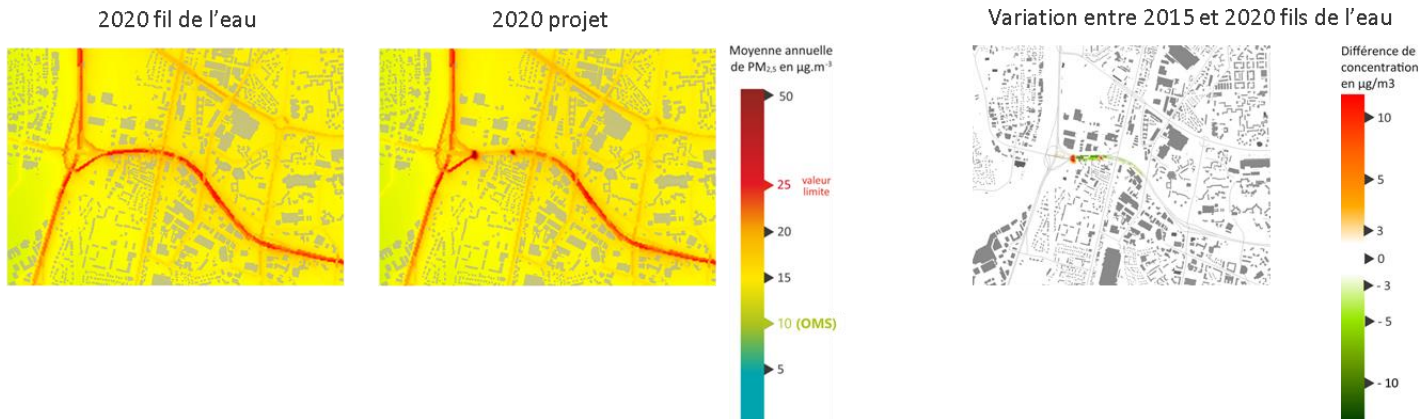 2020 fil de l'eau
2020 projet
Variation entre 2015 et 2020 fils de l'eau
Moyenne annuelle
de PM2,5 en µg.m-3
50
25 valeur
limite
20
15
10 (OMS)
5
Différence de
concentration
en µg/m3
10
5
3
0
- 3
- 5
- 10